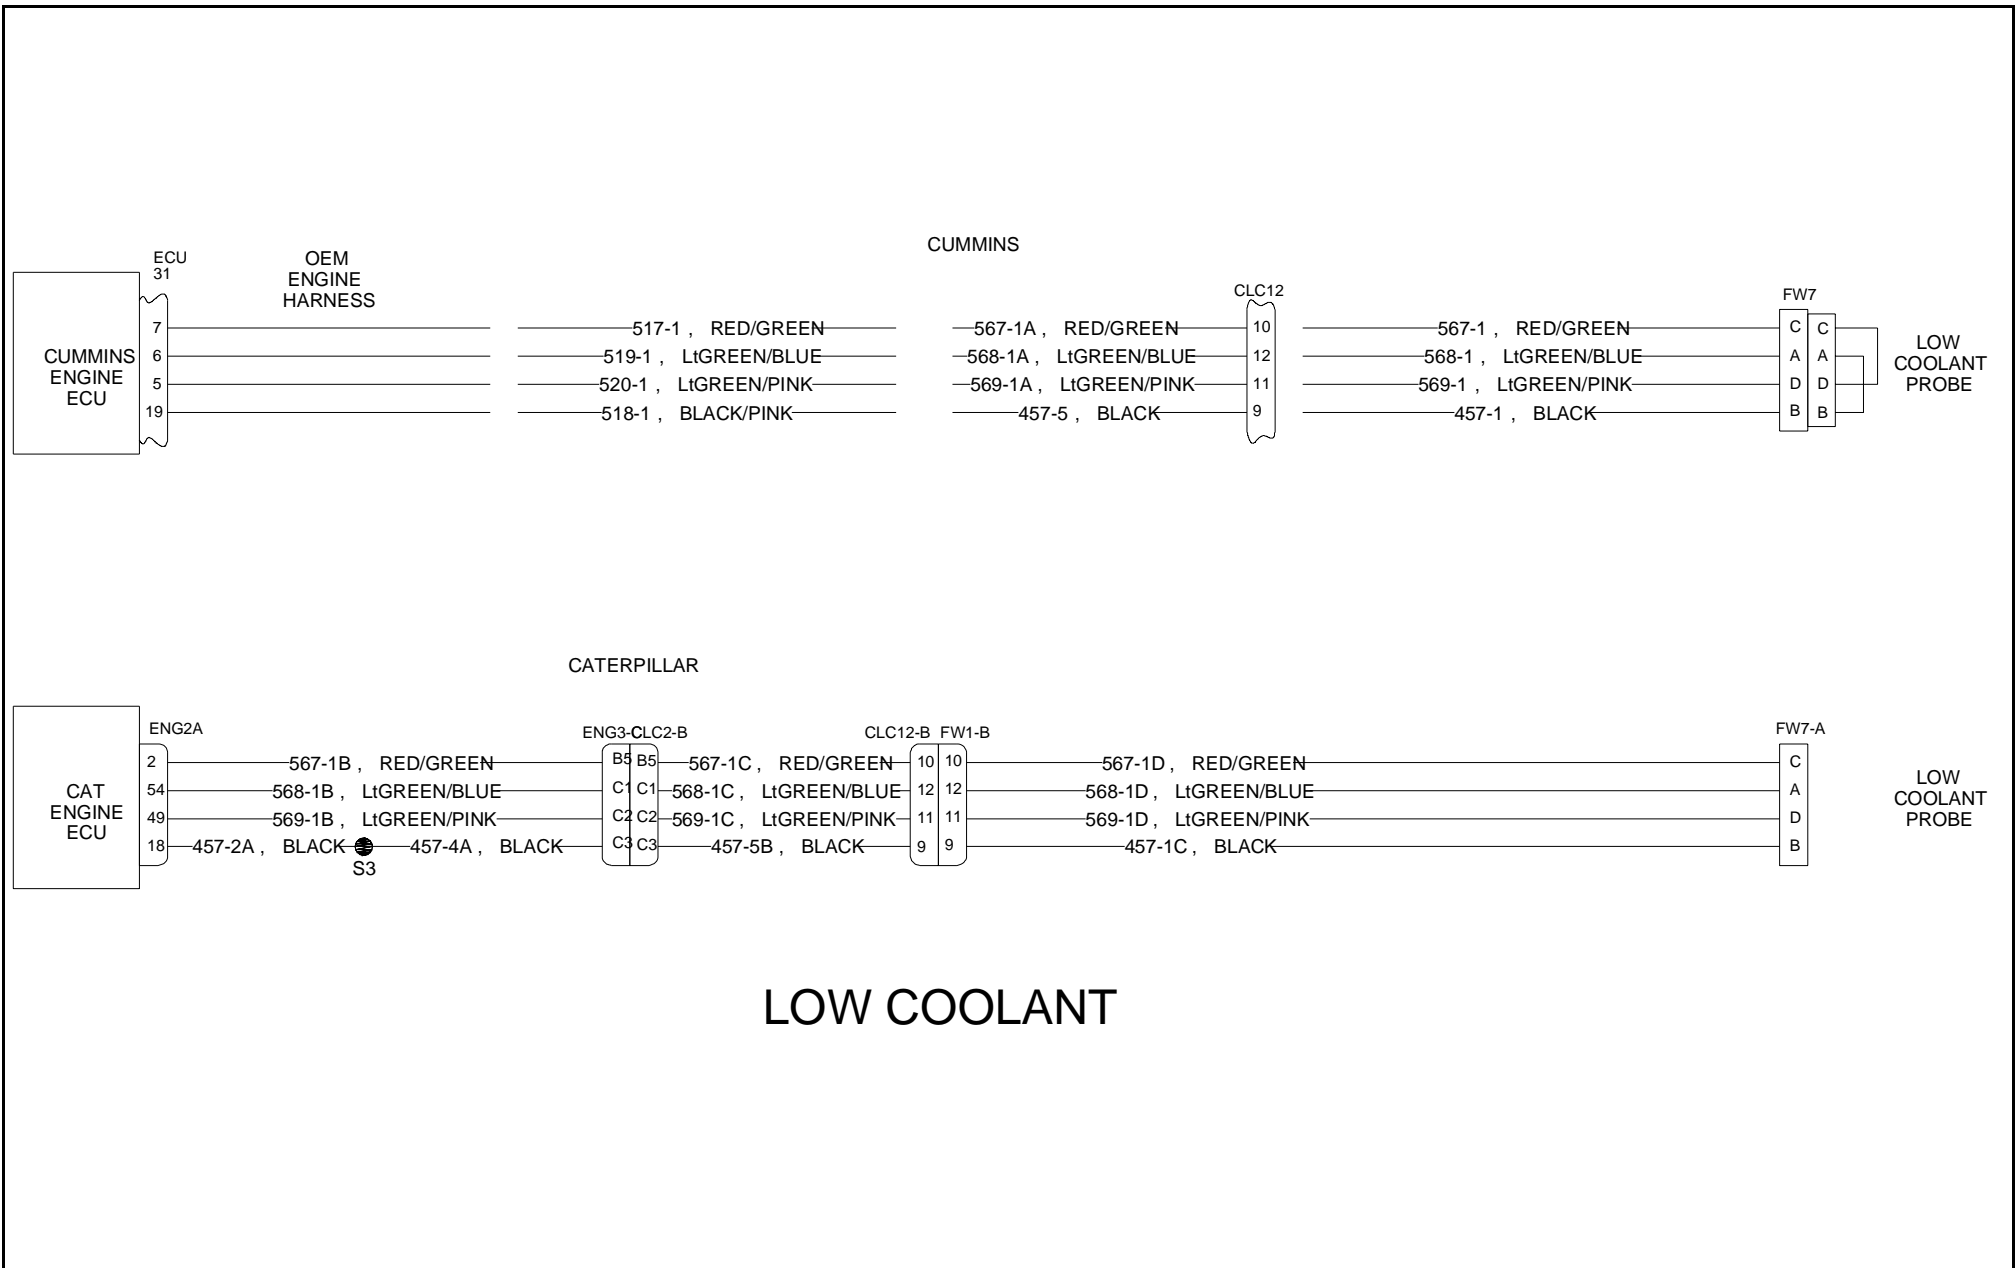 CUMMINS
ECU
31
OEM
ENGINE
HARNESS
CLC12
FW7
CUMMINS
ENGINE
ECU
7 517-1 , RED/GREEN 567-1A , RED/GREEN 10 567-1 , RED/GREEN C C
6 519-1 , LtGREEN/BLUE 568-1A , LtGREEN/BLUE 12 568-1 , LtGREEN/BLUE A A
5 520-1 , LtGREEN/PINK 569-1A , LtGREEN/PINK 11 569-1 , LtGREEN/PINK D D
19 518-1 , BLACK/PINK 457-5 , BLACK 9 457-1 , BLACK B B
LOW
COOLANT
PROBE
CATERPILLAR
ENG2A ENG3-C CLC2-B CLC12-B FW1-B FW7-A
CAT
ENGINE
ECU
2 567-1B , RED/GREEN B5 B5 567-1C , RED/GREEN 10 10 567-1D , RED/GREEN C
54 568-1B , LtGREEN/BLUE C1 C1 568-1C , LtGREEN/BLUE 12 12 568-1D , LtGREEN/BLUE A
49 569-1B , LtGREEN/PINK C2 C2 569-1C , LtGREEN/PINK 11 11 569-1D , LtGREEN/PINK D
18 457-2A , BLACK 457-4A , BLACK C3 C3 457-5B , BLACK 9 9 457-1C , BLACK B
S3
LOW
COOLANT
PROBE
LOW COOLANT